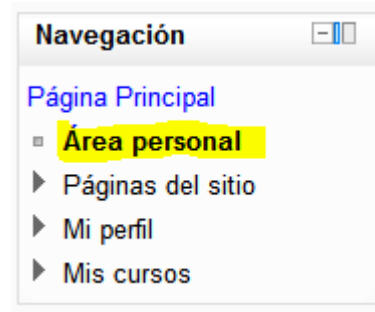 Navegación
Página Principal
Área personal
Páginas del sitio
Mi perfil
Mis cursos